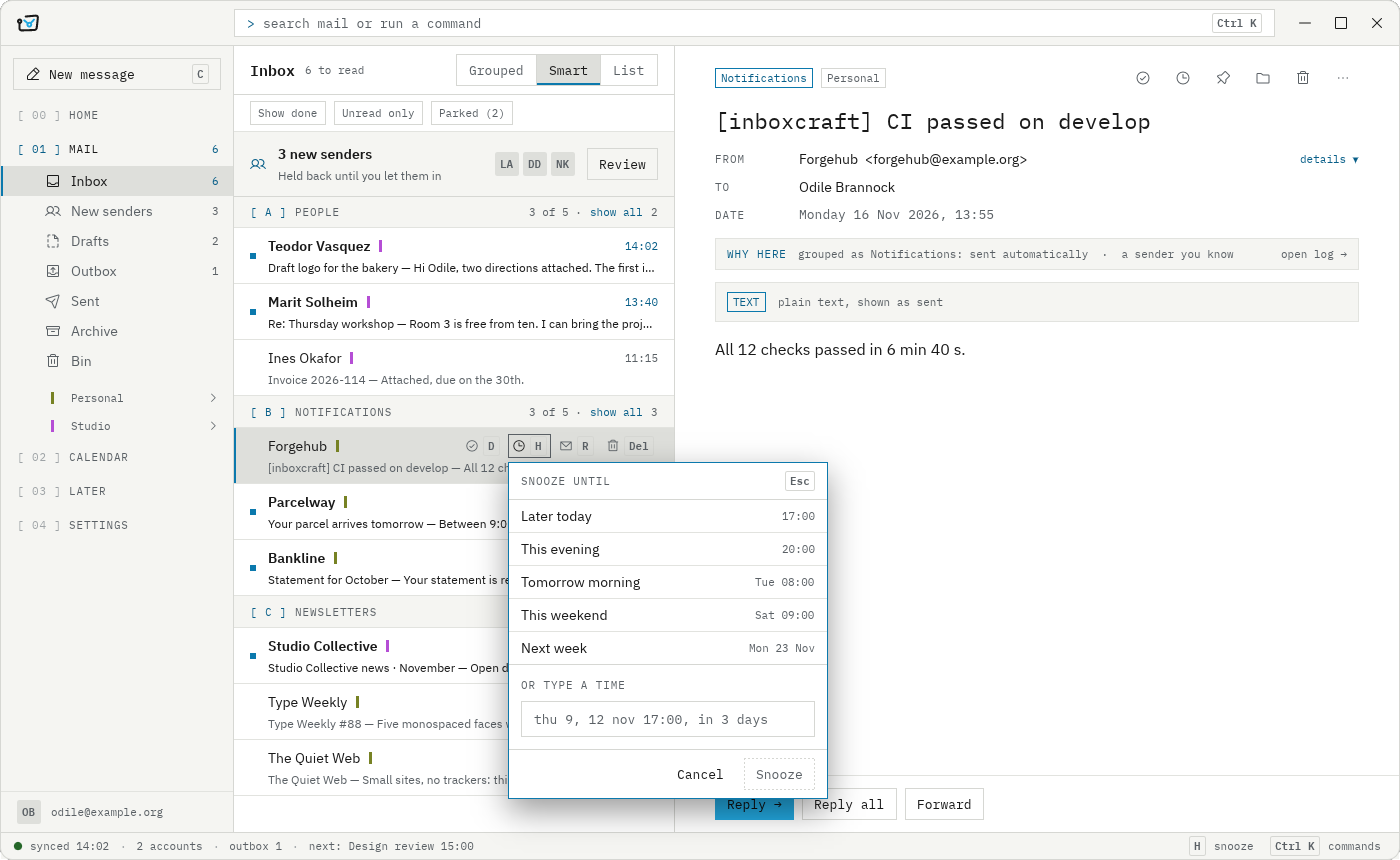 > search mail or run a command Ctrl K
New message C
[ 00 ] HOME
[ 01 ] MAIL 6
Inbox 6
New senders 3
Drafts 2
Outbox 1
Sent
Archive
Bin
Personal
Studio
[ 02 ] CALENDAR
[ 03 ] LATER
[ 04 ] SETTINGS
OB odile@example.org
Inbox 6 to read Grouped Smart List
Show done Unread only Parked (2)
3 new senders
Held back until you let them in
LA DD NK Review
[ A ] PEOPLE 3 of 5 · show all 2
Teodor Vasquez 14:02
Draft logo for the bakery — Hi Odile, two directions attached. The first i…
Marit Solheim 13:40
Re: Thursday workshop — Room 3 is free from ten. I can bring the proj…
Ines Okafor 11:15
Invoice 2026-114 — Attached, due on the 30th.
[ B ] NOTIFICATIONS 3 of 5 · show all 3
Forgehub D H R Del
[inboxcraft] CI passed on develop — All 12 ch
Parcelway
Your parcel arrives tomorrow — Between 9:0
Bankline
Statement for October — Your statement is re
[ C ] NEWSLETTERS
Studio Collective
Studio Collective news · November — Open d
Type Weekly
Type Weekly #88 — Five monospaced faces w
The Quiet Web
The Quiet Web — Small sites, no trackers: thi
SNOOZE UNTIL Esc
Later today 17:00
This evening 20:00
Tomorrow morning Tue 08:00
This weekend Sat 09:00
Next week Mon 23 Nov
OR TYPE A TIME
thu 9, 12 nov 17:00, in 3 days
Cancel Snooze
Notifications Personal
[inboxcraft] CI passed on develop
FROM Forgehub <forgehub@example.org> details ▾
TO Odile Brannock
DATE Monday 16 Nov 2026, 13:55
WHY HERE grouped as Notifications: sent automatically · a sender you know open log →
TEXT plain text, shown as sent
All 12 checks passed in 6 min 40 s.
Reply → Reply all Forward
synced 14:02 · 2 accounts · outbox 1 · next: Design review 15:00 H snooze Ctrl K commands